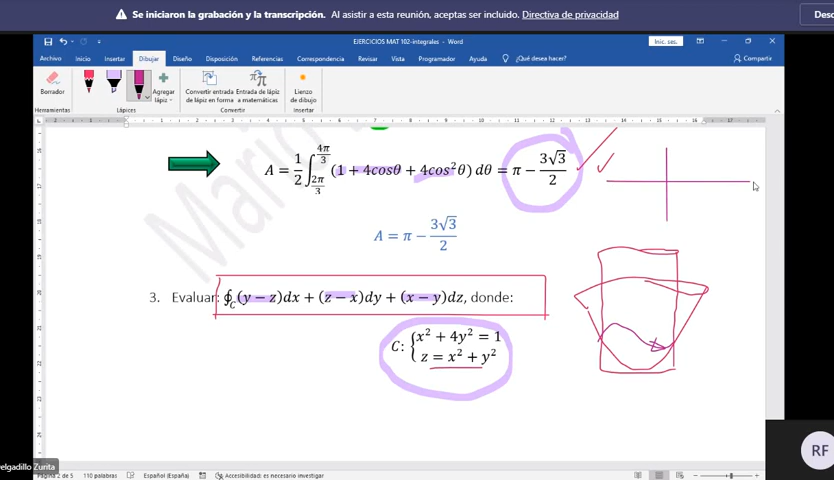 Se iniciaron la grabación y la transcripción. Al asistir a esta reunión, aceptas ser incluido. Directiva de privacidad
EJERCICIOS MAT 102-integrales - Word
Inic. ses.
Archivo Inicio Insertar Dibujar Diseño Disposición Referencias Correspondencia Revisar Vista Programador Ayuda ¿Qué desea hacer? Compartir
Borrador
Agregar lápiz
Convertir entrada de lápiz en forma
Entrada de lápiz a matemáticas
Lienzo de dibujo
Herramientas Lápices Convertir Insertar
A = 1/2 ∫_{2π/3}^{4π/3} (1 + 4cosθ + 4cos²θ) dθ = π − 3√3/2
A = π − 3√3/2
3. Evaluar: ∮_C (y − z)dx + (z − x)dy + (x − y)dz, donde:
C: { x² + 4y² = 1
z = x² + y²
RF
elgadillo Zurita
Página 2 de 5 110 palabras Español (España) Accesibilidad: es necesario investigar